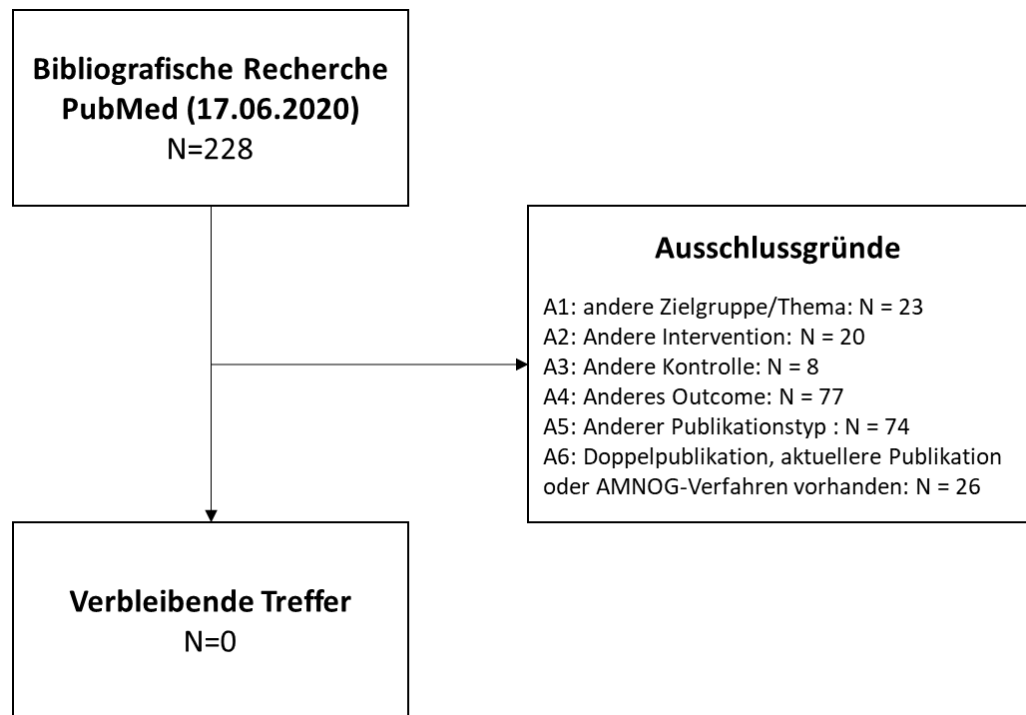 Bibliografische Recherche
PubMed (17.06.2020)
N=228
Ausschlussgründe
A1: andere Zielgruppe/Thema: N = 23
A2: Andere Intervention: N = 20
A3: Andere Kontrolle: N = 8
A4: Anderes Outcome: N = 77
A5: Anderer Publikationstyp : N = 74
A6: Doppelpublikation, aktuellere Publikation
oder AMNOG-Verfahren vorhanden: N = 26
Verbleibende Treffer
N=0